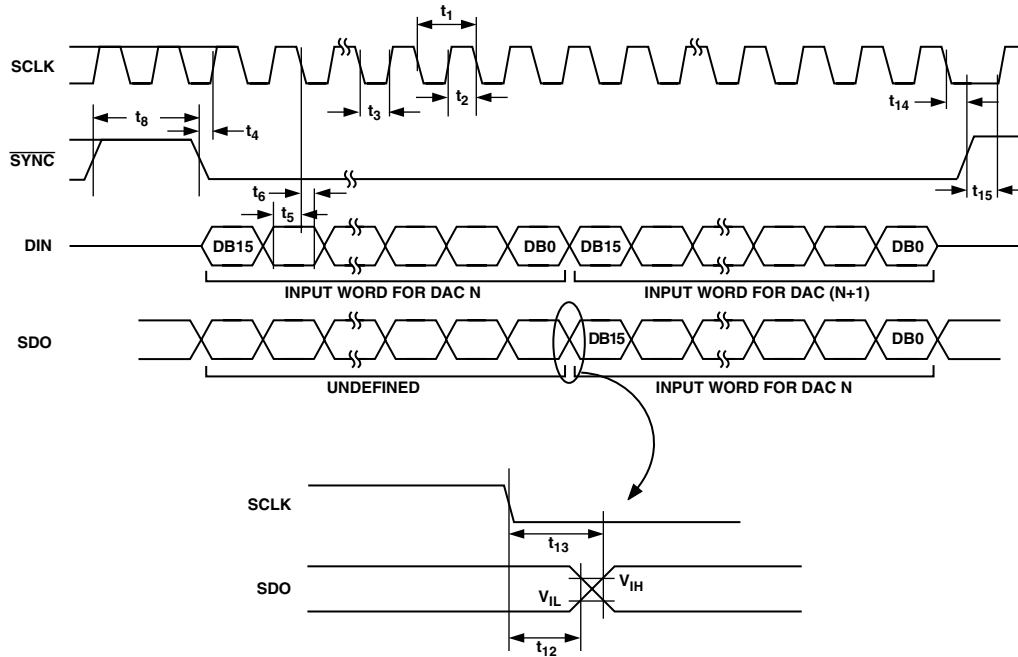 t1
SCLK
t3
t2
t14
t8
t4
SYNC
t6
t15
t5
DIN
DB15
DB0
DB15
DB0
INPUT WORD FOR DAC N
INPUT WORD FOR DAC (N+1)
SDO
DB15
DB0
UNDEFINED
INPUT WORD FOR DAC N
SCLK
t13
SDO
VIH
VIL
t12